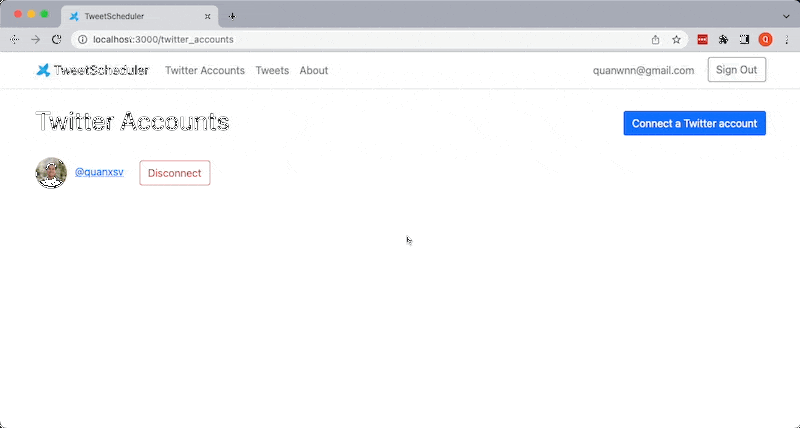 TweetScheduler
localhost:3000/twitter_accounts
Q
TweetScheduler Twitter Accounts Tweets About quanwnn@gmail.com Sign Out
Twitter Accounts
Connect a Twitter account
@quanxsv Disconnect